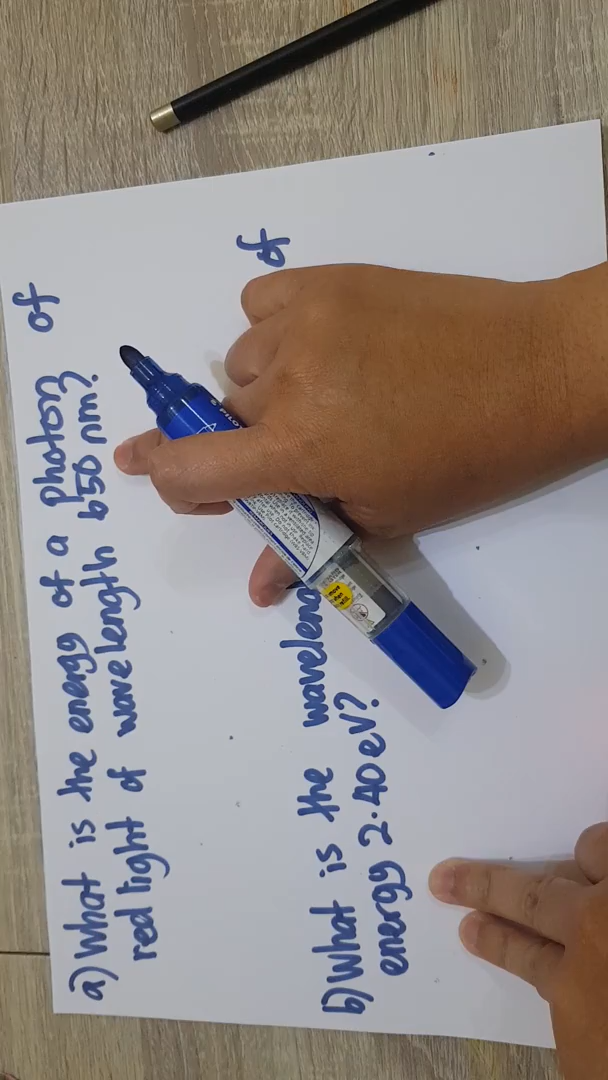 a) What is the energy of a photon of
red light of wavelength 650 nm?
b) What is the of
energy 2.40 eV?